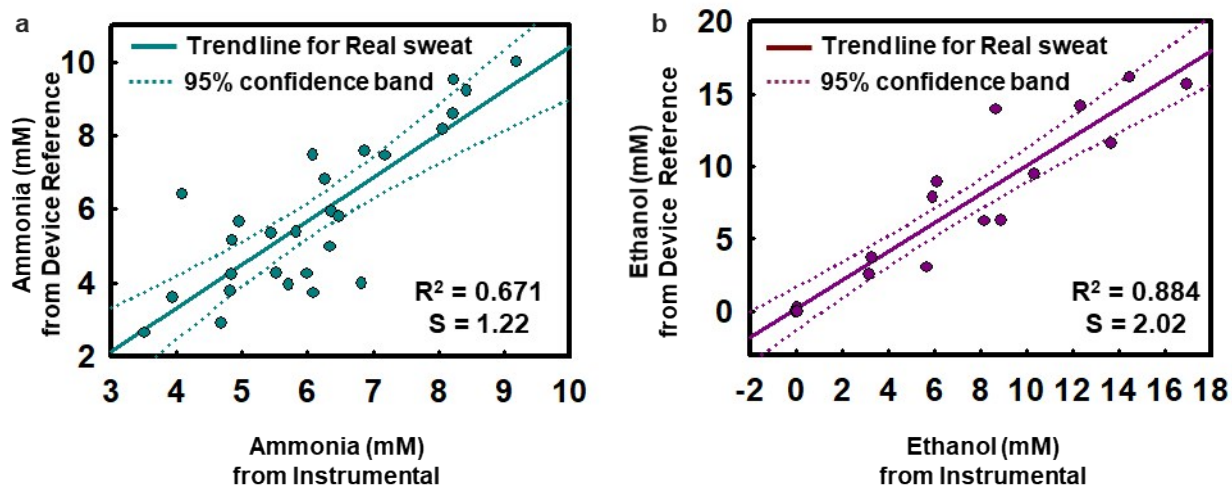 a
Trendline for Real sweat
95% confidence band
10
8
6
4
2
Ammonia (mM)
from Device Reference
R² = 0.671
S = 1.22
3 4 5 6 7 8 9 10
Ammonia (mM)
from Instrumental
b
Trendline for Real sweat
95% confidence band
20
15
10
5
0
Ethanol (mM)
from Device Reference
R² = 0.884
S = 2.02
-2 0 2 4 6 8 10 12 14 16 18
Ethanol (mM)
from Instrumental